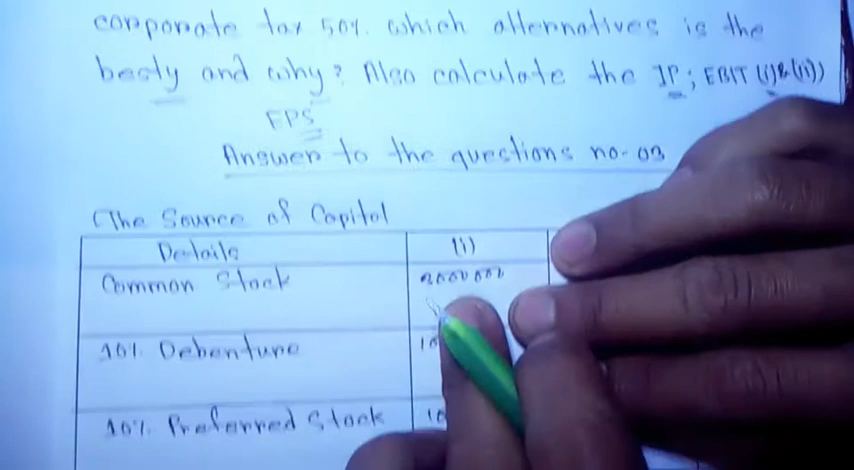 corporate tax 50%. which alternatives is the
besty and why? Also calculate the IP; EBIT (i)&(ii))
EPS
Answer to the questions no-03
(The Source of Capitol
Details (i)
Common Stock
10% Debenture
10% Preferred Stock